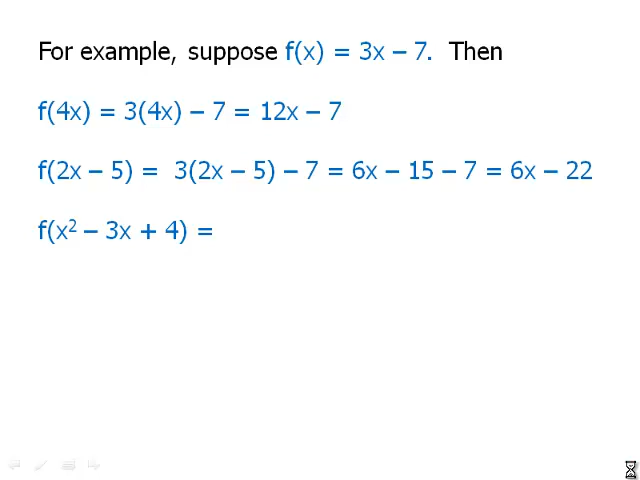 For example, suppose f(x) = 3x – 7. Then
f(4x) = 3(4x) – 7 = 12x – 7
f(2x – 5) = 3(2x – 5) – 7 = 6x – 15 – 7 = 6x – 22
f(x² – 3x + 4) =